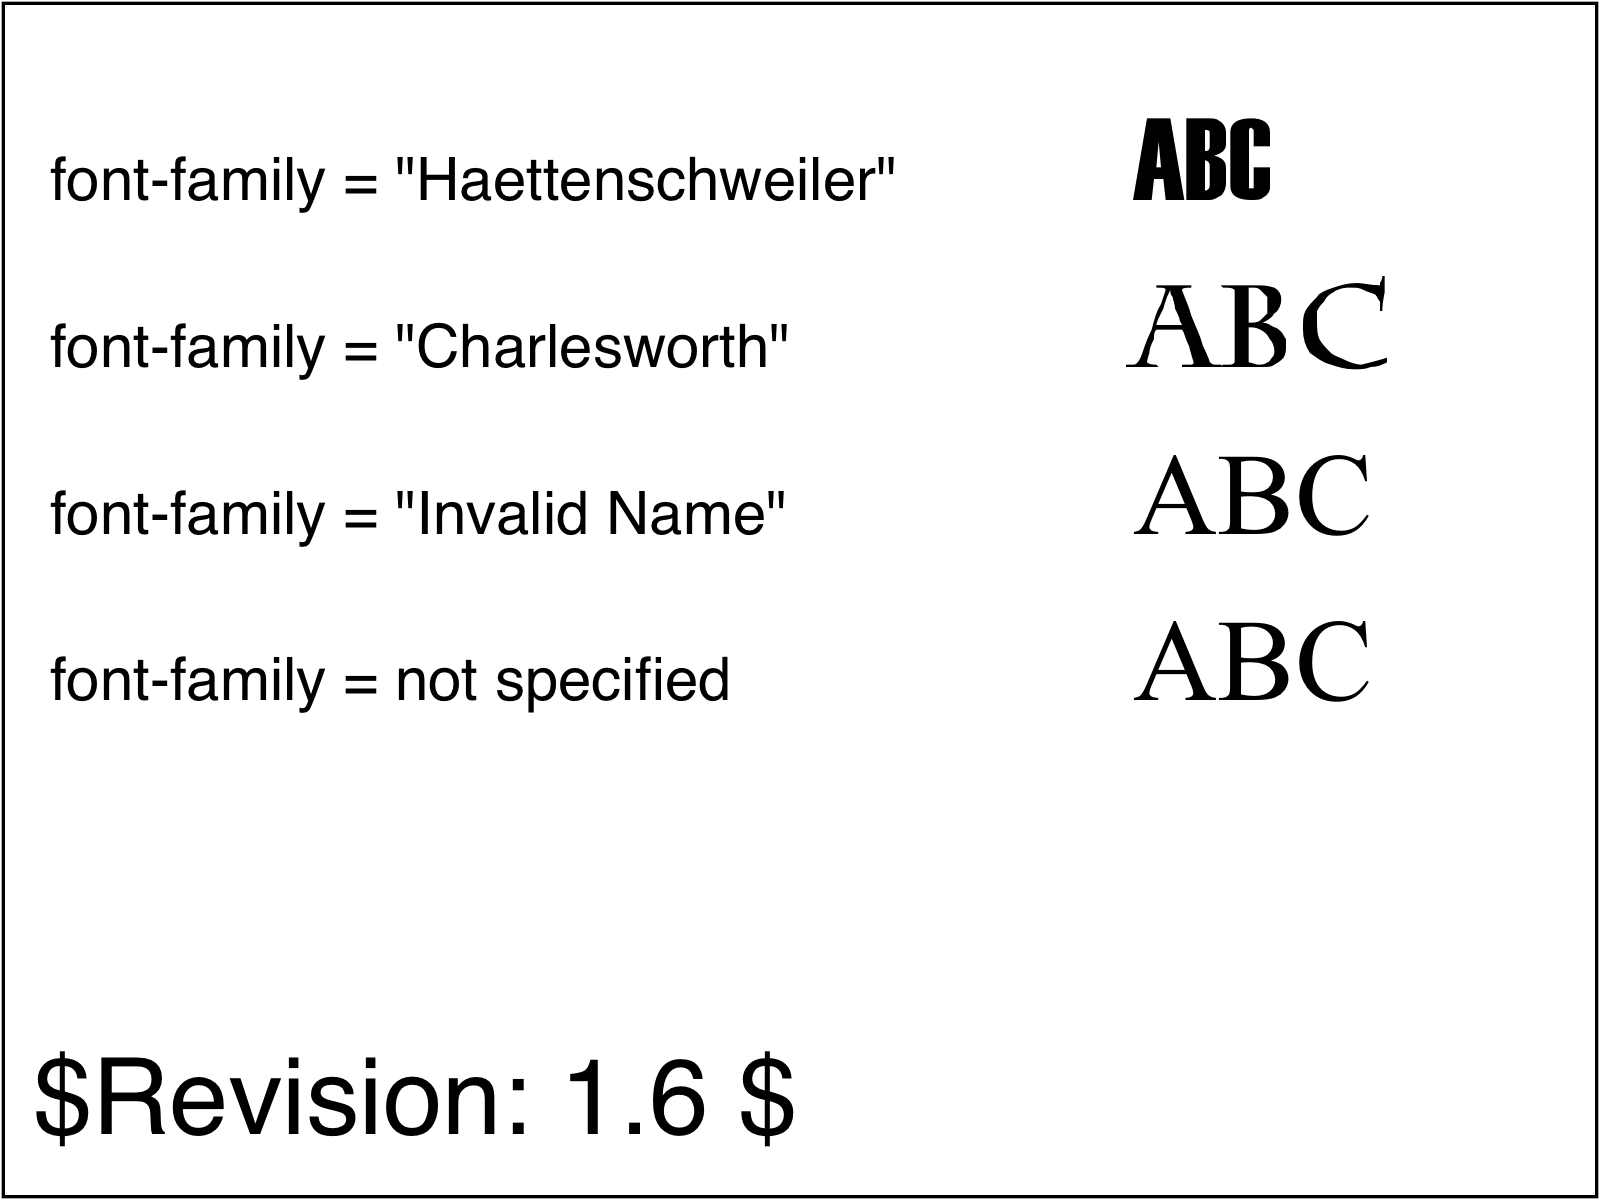 font-family = "Haettenschweiler" ABC
font-family = "Charlesworth" ABC
font-family = "Invalid Name" ABC
font-family = not specified ABC
$Revision: 1.6 $